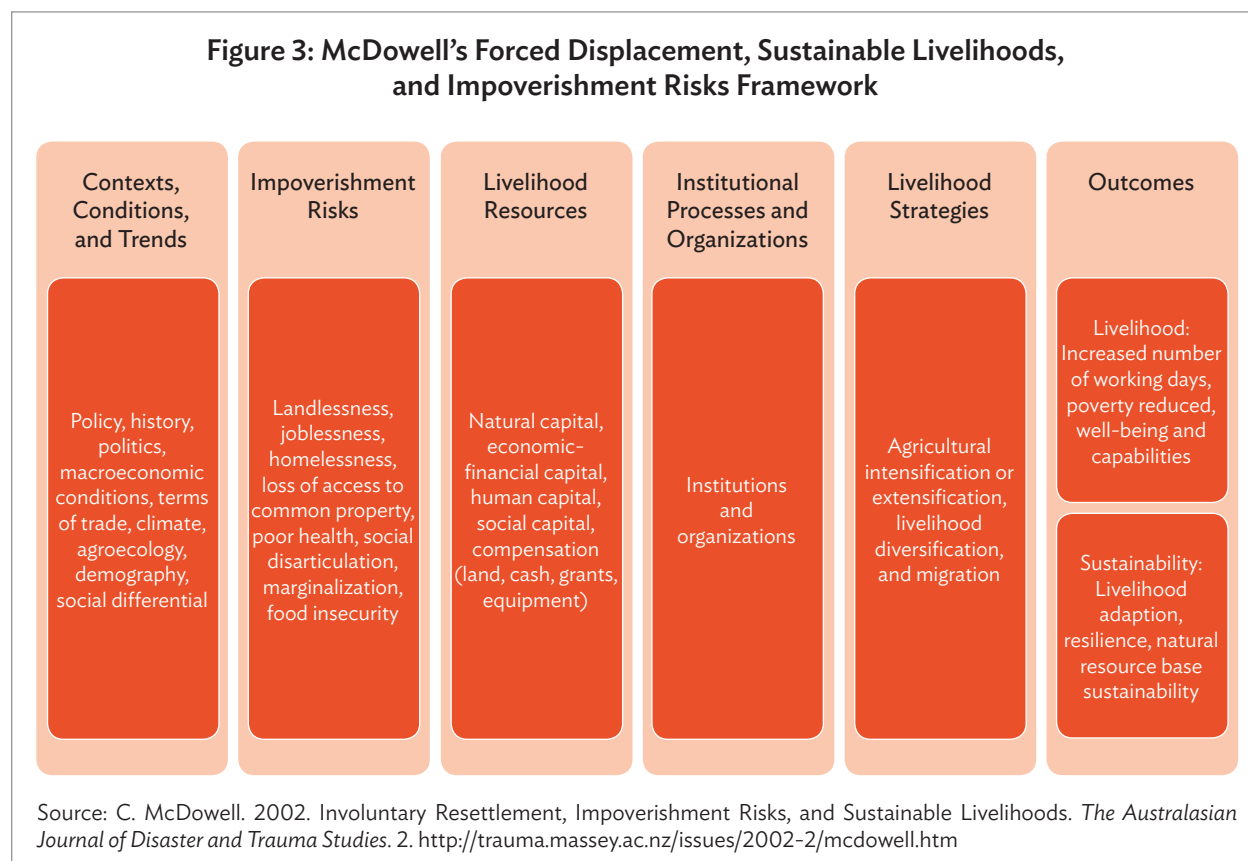 Figure 3: McDowell’s Forced Displacement, Sustainable Livelihoods,
and Impoverishment Risks Framework
Contexts,
Conditions,
and Trends
Policy, history,
politics,
macroeconomic
conditions, terms
of trade, climate,
agroecology,
demography,
social differential
Impoverishment
Risks
Landlessness,
joblessness,
homelessness,
loss of access to
common property,
poor health, social
disarticulation,
marginalization,
food insecurity
Livelihood
Resources
Natural capital,
economic-
financial capital,
human capital,
social capital,
compensation
(land, cash, grants,
equipment)
Institutional
Processes and
Organizations
Institutions
and
organizations
Livelihood
Strategies
Agricultural
intensification or
extensification,
livelihood
diversification,
and migration
Outcomes
Livelihood:
Increased number
of working days,
poverty reduced,
well-being and
capabilities
Sustainability:
Livelihood
adaption,
resilience, natural
resource base
sustainability
Source: C. McDowell. 2002. Involuntary Resettlement, Impoverishment Risks, and Sustainable Livelihoods. The Australasian
Journal of Disaster and Trauma Studies. 2. http://trauma.massey.ac.nz/issues/2002-2/mcdowell.htm